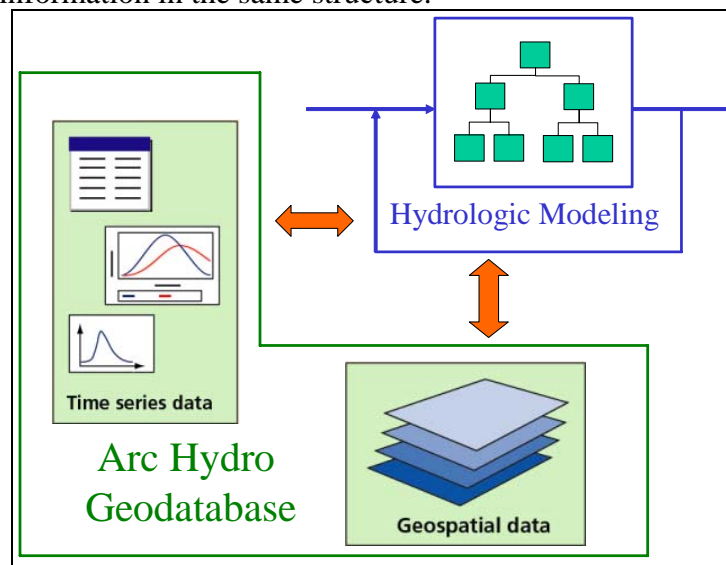 information in the same structure.
Hydrologic Modeling
Time series data
Arc Hydro
Geodatabase
Geospatial data